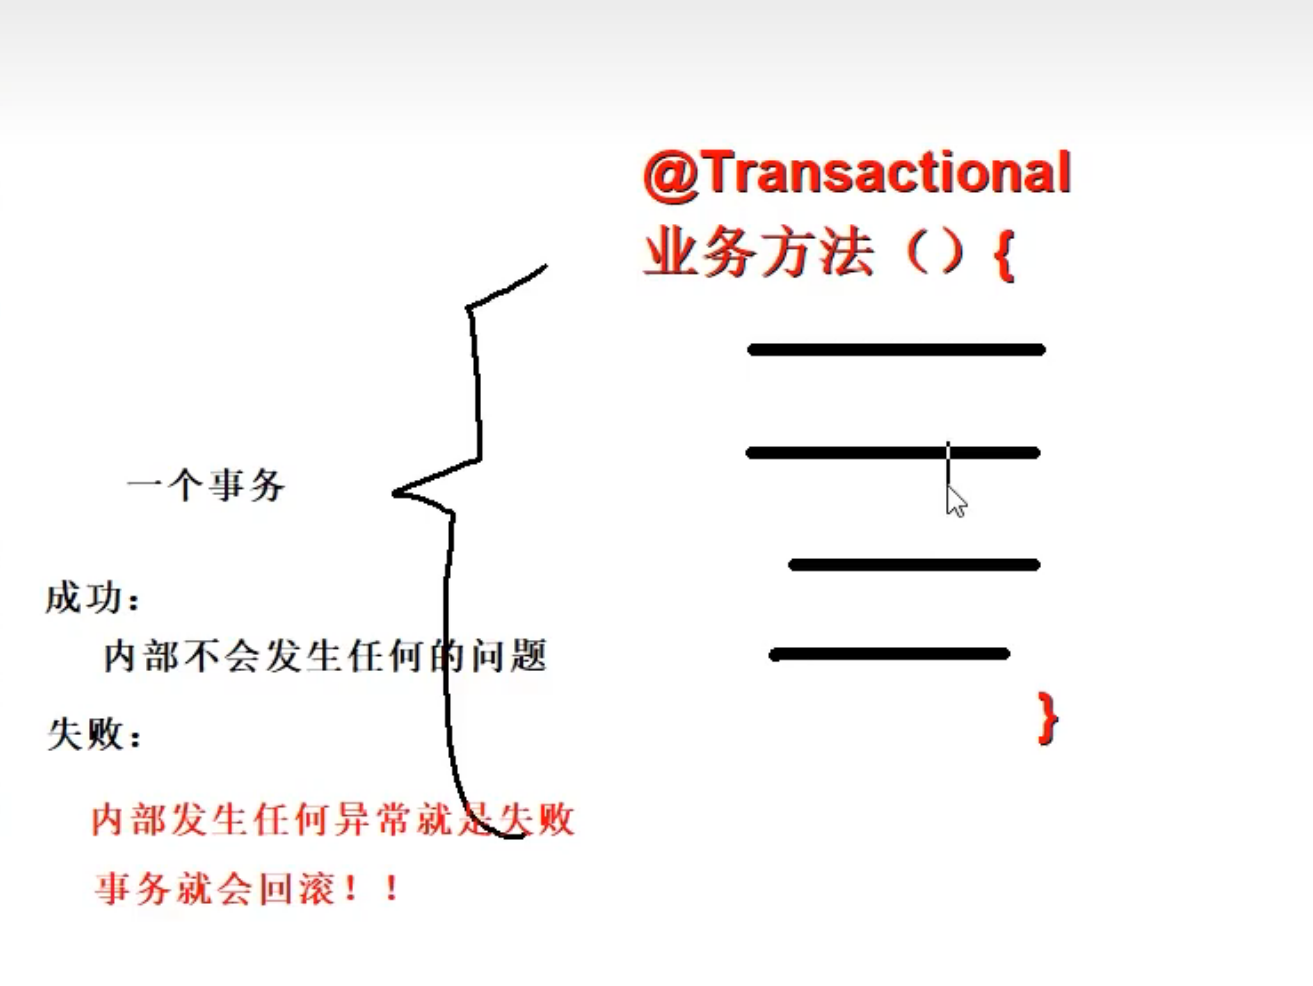 @Transactional
业务方法（）{
}
一个事务
成功：
内部不会发生任何的问题
失败：
内部发生任何异常就是失败
事务就会回滚！！